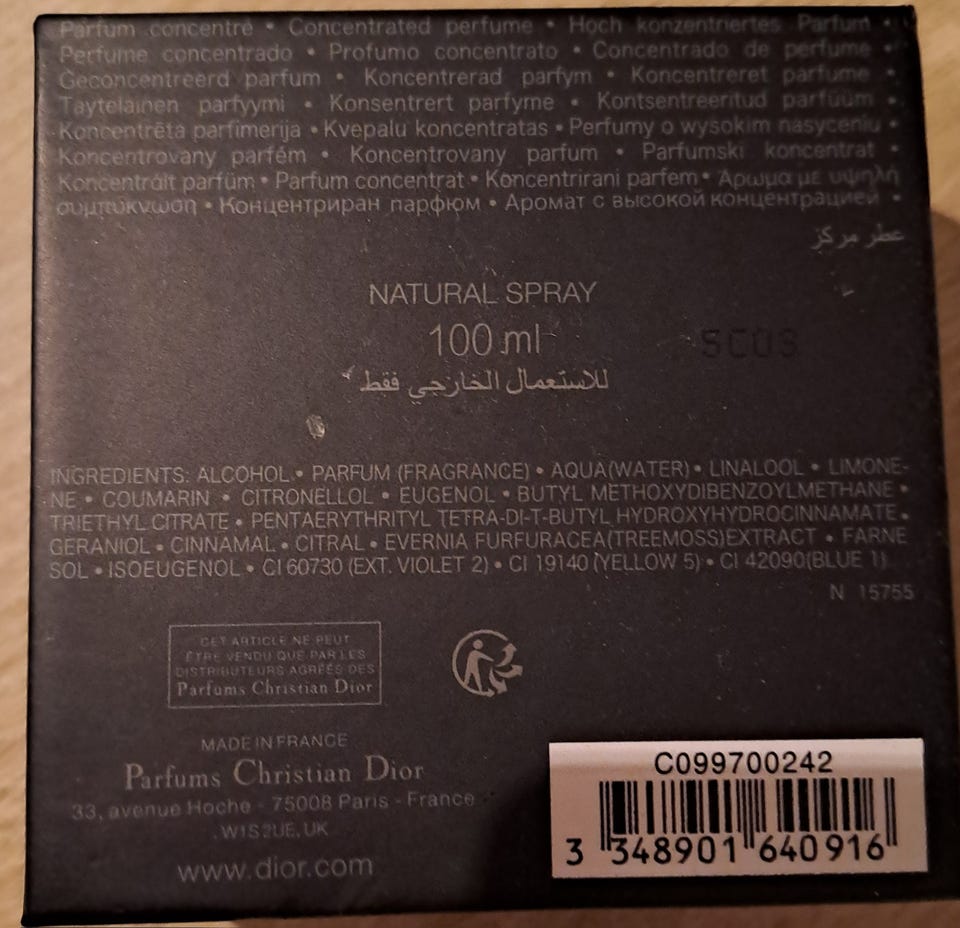 Parfum concentré • Concentrated perfume • Hoch konzentriertes Parfum •
Perfume concentrado • Profumo concentrato • Concentrado de perfume •
Geconcentreerd parfum • Koncentrerad parfym • Koncentreret parfume •
Taytelainen parfyymi • Konsentrert parfyme • Kontsentreeritud parfüüm •
Koncentrēta parfimerija • Kvepalu koncentratas • Perfumy o wysokim nasyceniu •
Koncentrovany parfém • Koncentrovany parfum • Parfumski koncentrat •
Koncentrált parfüm • Parfum concentrat • Koncentrirani parfem • Άρωμα με υψηλή
συμπύκνωση • Концентриран парфюм • Аромат с высокой концентрацией •
عطر مركز
NATURAL SPRAY
100 ml
5C03
للاستعمال الخارجي فقط
INGREDIENTS: ALCOHOL • PARFUM (FRAGRANCE) • AQUA(WATER) • LINALOOL • LIMONE-
NE • COUMARIN • CITRONELLOL • EUGENOL • BUTYL METHOXYDIBENZOYLMETHANE •
TRIETHYL CITRATE • PENTAERYTHRITYL TETRA-DI-T-BUTYL HYDROXYHYDROCINNAMATE •
GERANIOL • CINNAMAL • CITRAL • EVERNIA FURFURACEA(TREEMOSS)EXTRACT • FARNE
SOL • ISOEUGENOL • CI 60730 (EXT. VIOLET 2) • CI 19140 (YELLOW 5) • CI 42090(BLUE 1)
N 15755
CET ARTICLE NE PEUT
ÊTRE VENDU QUE PAR LES
DISTRIBUTEURS AGRÉÉS DES
Parfums Christian Dior
MADE IN FRANCE
Parfums Christian Dior
33, avenue Hoche - 75008 Paris - France
W1S 2UE, UK
www.dior.com
C099700242
3 348901 640916